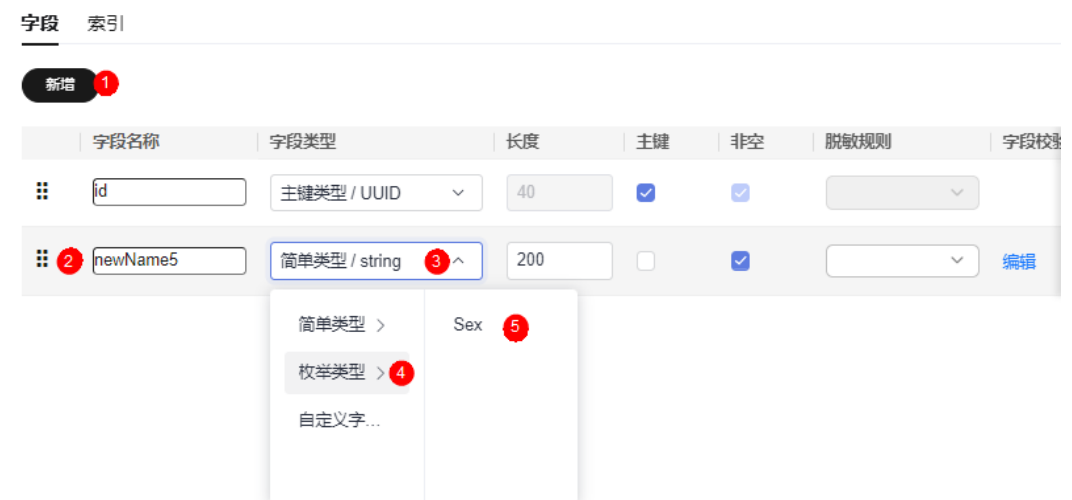 字段 索引
新增 1
字段名称 字段类型 长度 主键 非空 脱敏规则 字段校验
id 主键类型 / UUID 40
2 newName5 简单类型 / string 3 200 编辑
简单类型 Sex 5
枚举类型 4
自定义字...